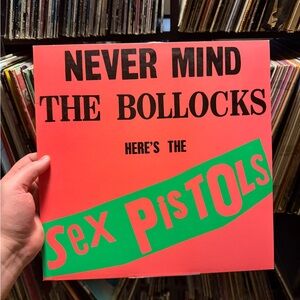 NEVER MIND
THE BOLLOCKS
HERE'S THE
Sex PiSTOLs